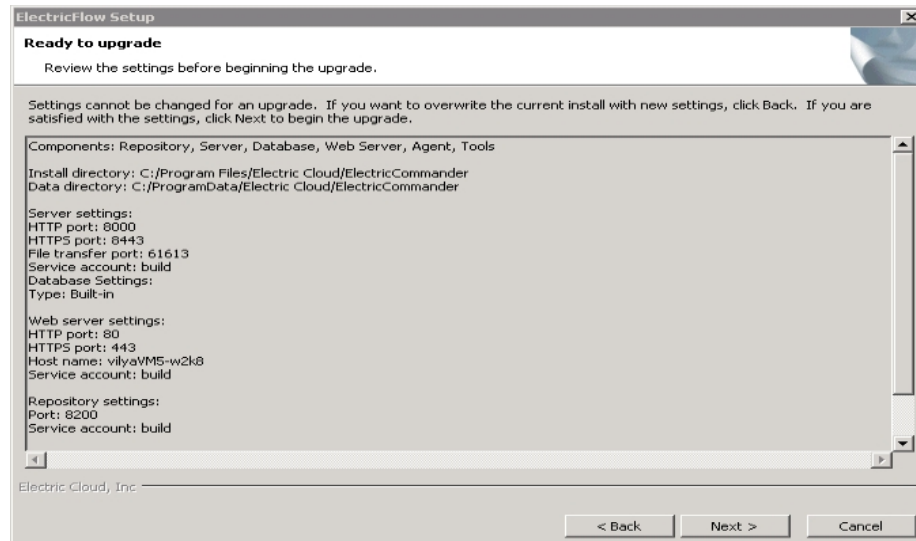 ElectricFlow Setup
Ready to upgrade
Review the settings before beginning the upgrade.
Settings cannot be changed for an upgrade. If you want to overwrite the current install with new settings, click Back. If you are
satisfied with the settings, click Next to begin the upgrade.
Components: Repository, Server, Database, Web Server, Agent, Tools
Install directory: C:/Program Files/Electric Cloud/ElectricCommander
Data directory: C:/ProgramData/Electric Cloud/ElectricCommander
Server settings:
HTTP port: 8000
HTTPS port: 8443
File transfer port: 61613
Service account: build
Database Settings:
Type: Built-in
Web server settings:
HTTP port: 80
HTTPS port: 443
Host name: vilyaVM5-w2k8
Service account: build
Repository settings:
Port: 8200
Service account: build
Electric Cloud, Inc
< Back
Next >
Cancel